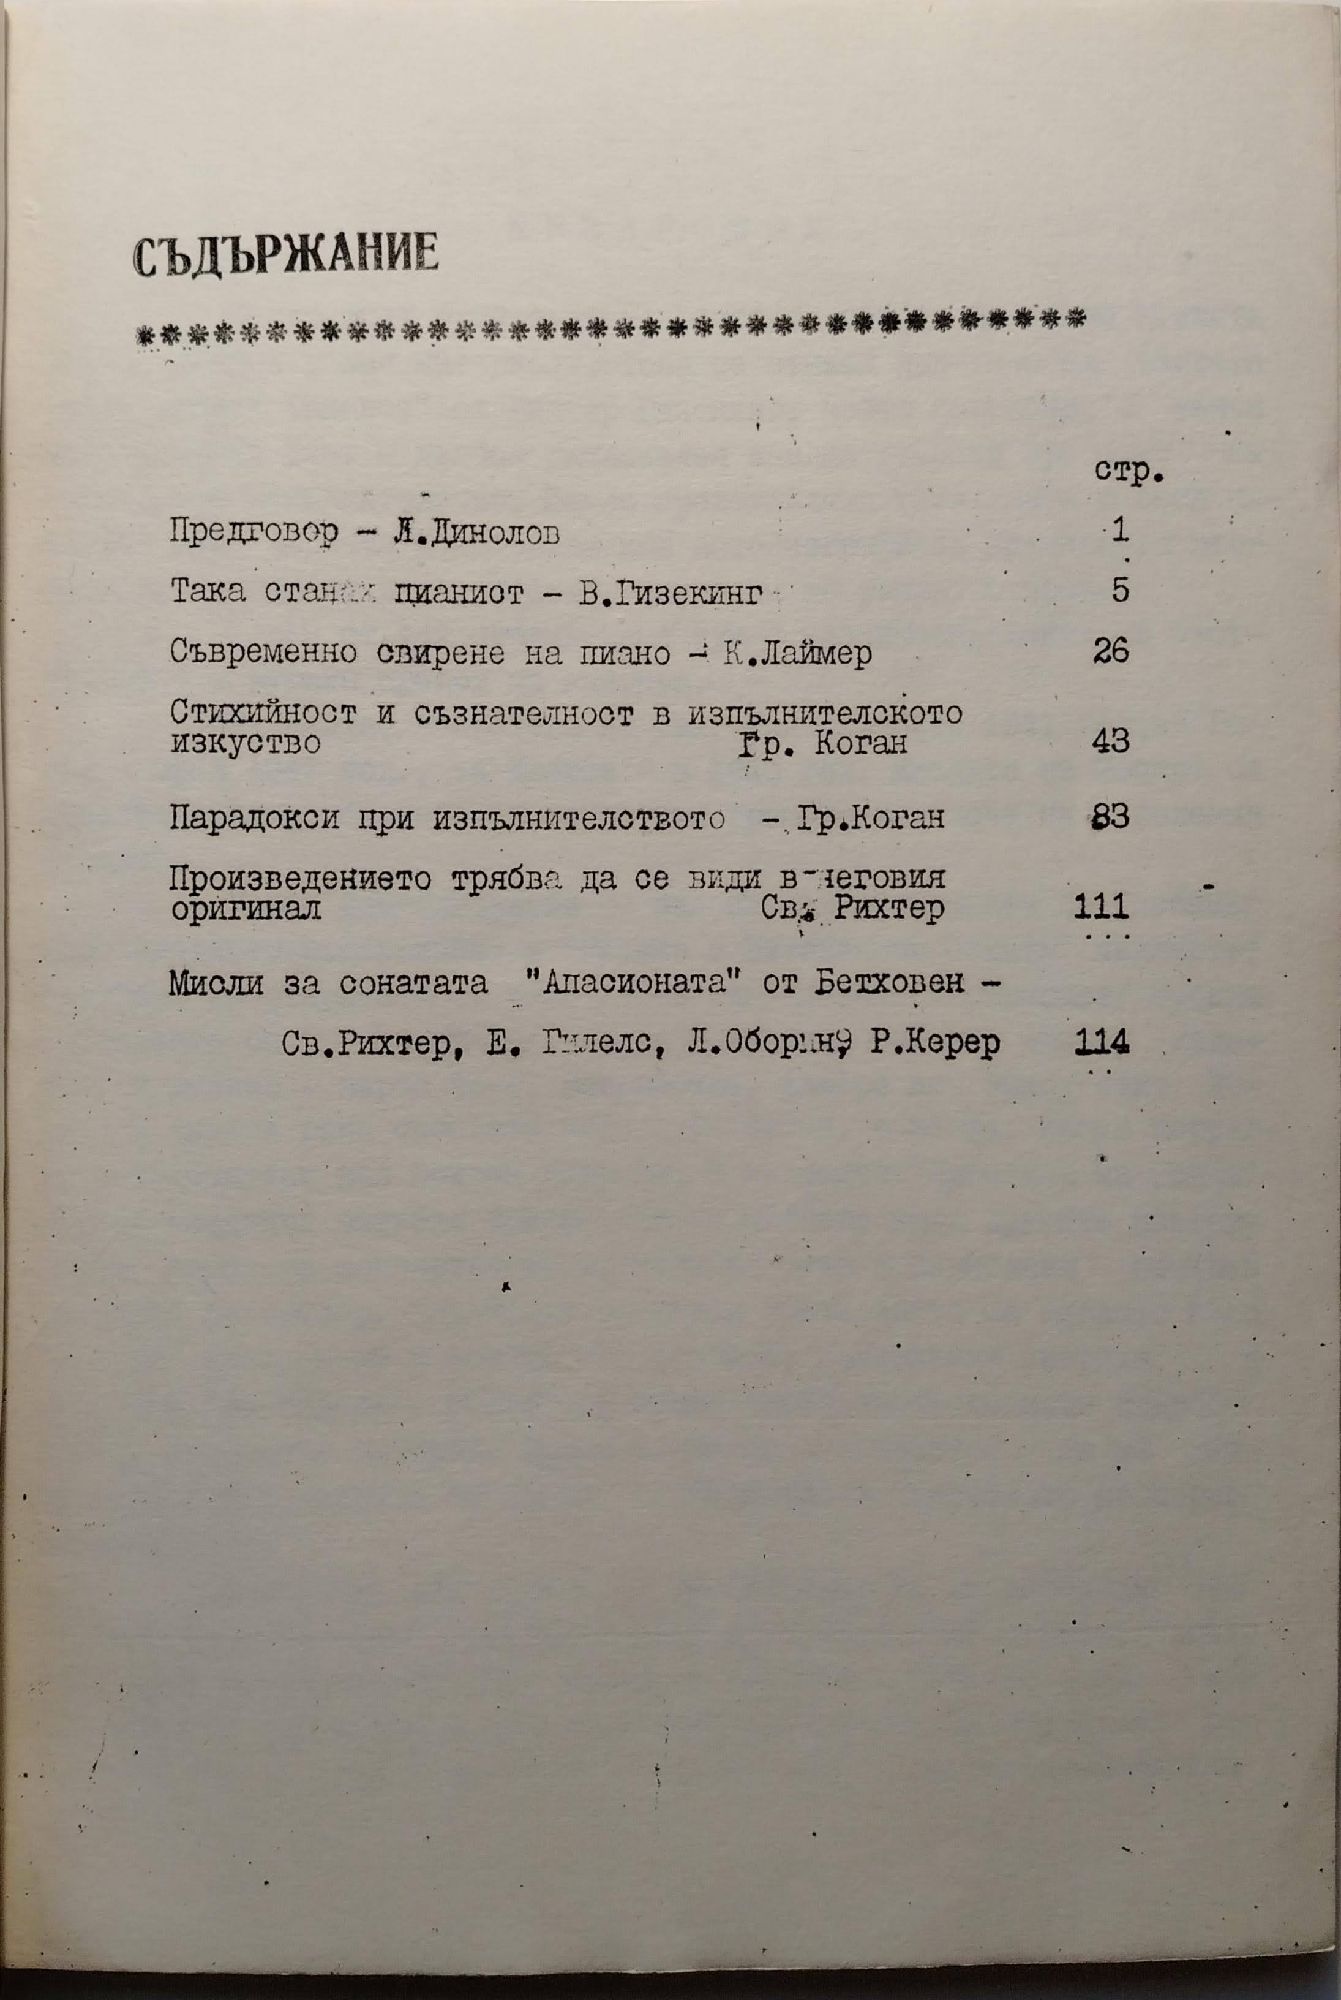 СЪДЪРЖАНИЕ
************************************
стр.
Предговор - Л.Динолов 1
Така станах пианист - В.Гизекинг 5
Съвременно свирене на пиано - К.Лаймер 26
Стихийност и съзнателност в изпълнителското
изкуство Гр. Коган 43
Парадокси при изпълнителството - Гр.Коган 83
Произведението трябва да се види в неговия
оригинал Св. Рихтер 111
Мисли за сонатата "Апасионата" от Бетховен -
Св.Рихтер, Е. Гилелс, Л.Оборин, Р.Керер 114